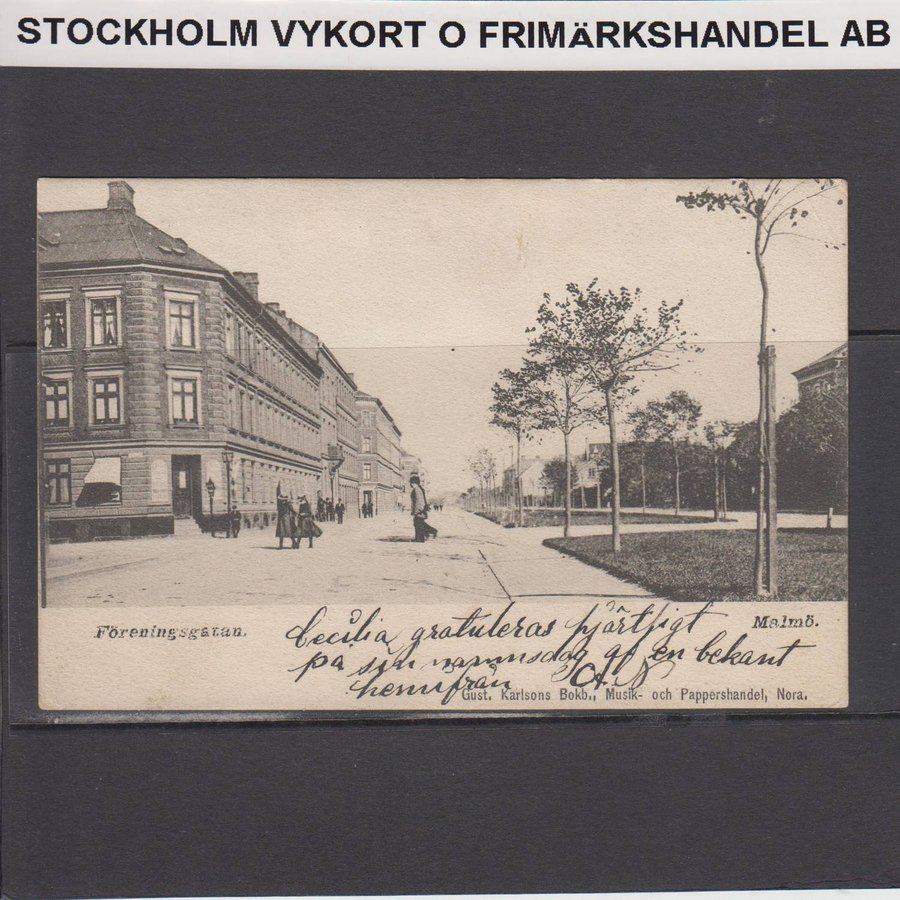 STOCKHOLM VYKORT O FRIMÄRKSHANDEL AB
Föreningsgatan.
Malmö.
Cecilia gratuleras hjärtligt
på sin namnsdag af en bekant
hemifrån A. N
Gust. Karlsons Bokb., Musik- och Pappershandel, Nora.